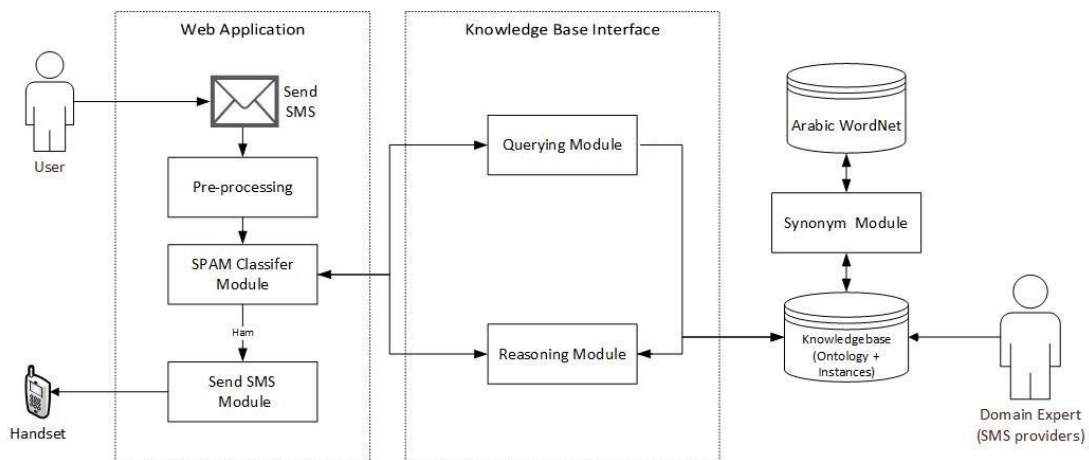 Web Application
Knowledge Base Interface
Send
SMS
User
Pre-processing
SPAM Classifer
Module
Ham
Send SMS
Module
Handset
Querying Module
Reasoning Module
Arabic WordNet
Synonym Module
Knowledgebase
(Ontology +
Instances)
Domain Expert
(SMS providers)